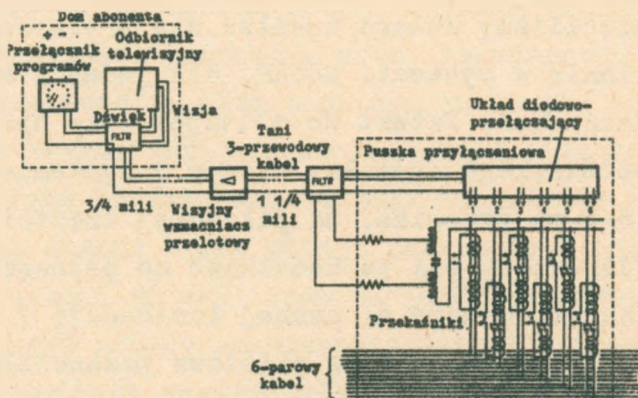 Dom abonenta
+ -
Przełącznik
programów
Odbiornik
telewizyjny
Dźwięk
Wizja
FILTR
3/4 mili
Wizyjny
wzmacniacz
przelotowy
Tani
3-przewodowy
kabel
1 1/4
mili
FILTR
Puszka przyłączeniowa
Układ diodowo-
przełączający
1 2 3 4 5 6
Przekaźniki
6-parowy
kabel